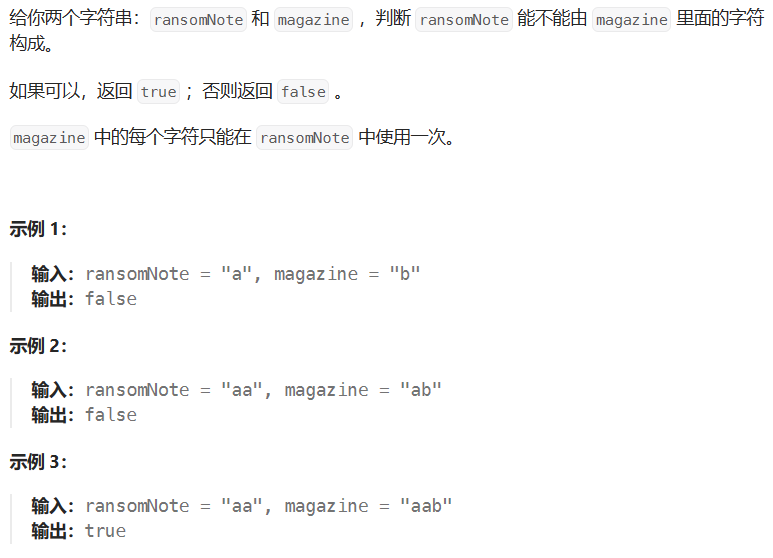 给你两个字符串：ransomNote 和 magazine ，判断 ransomNote 能不能由 magazine 里面的字符
构成。
如果可以，返回 true ；否则返回 false 。
magazine 中的每个字符只能在 ransomNote 中使用一次。
示例 1：
输入：ransomNote = "a", magazine = "b"
输出：false
示例 2：
输入：ransomNote = "aa", magazine = "ab"
输出：false
示例 3：
输入：ransomNote = "aa", magazine = "aab"
输出：true